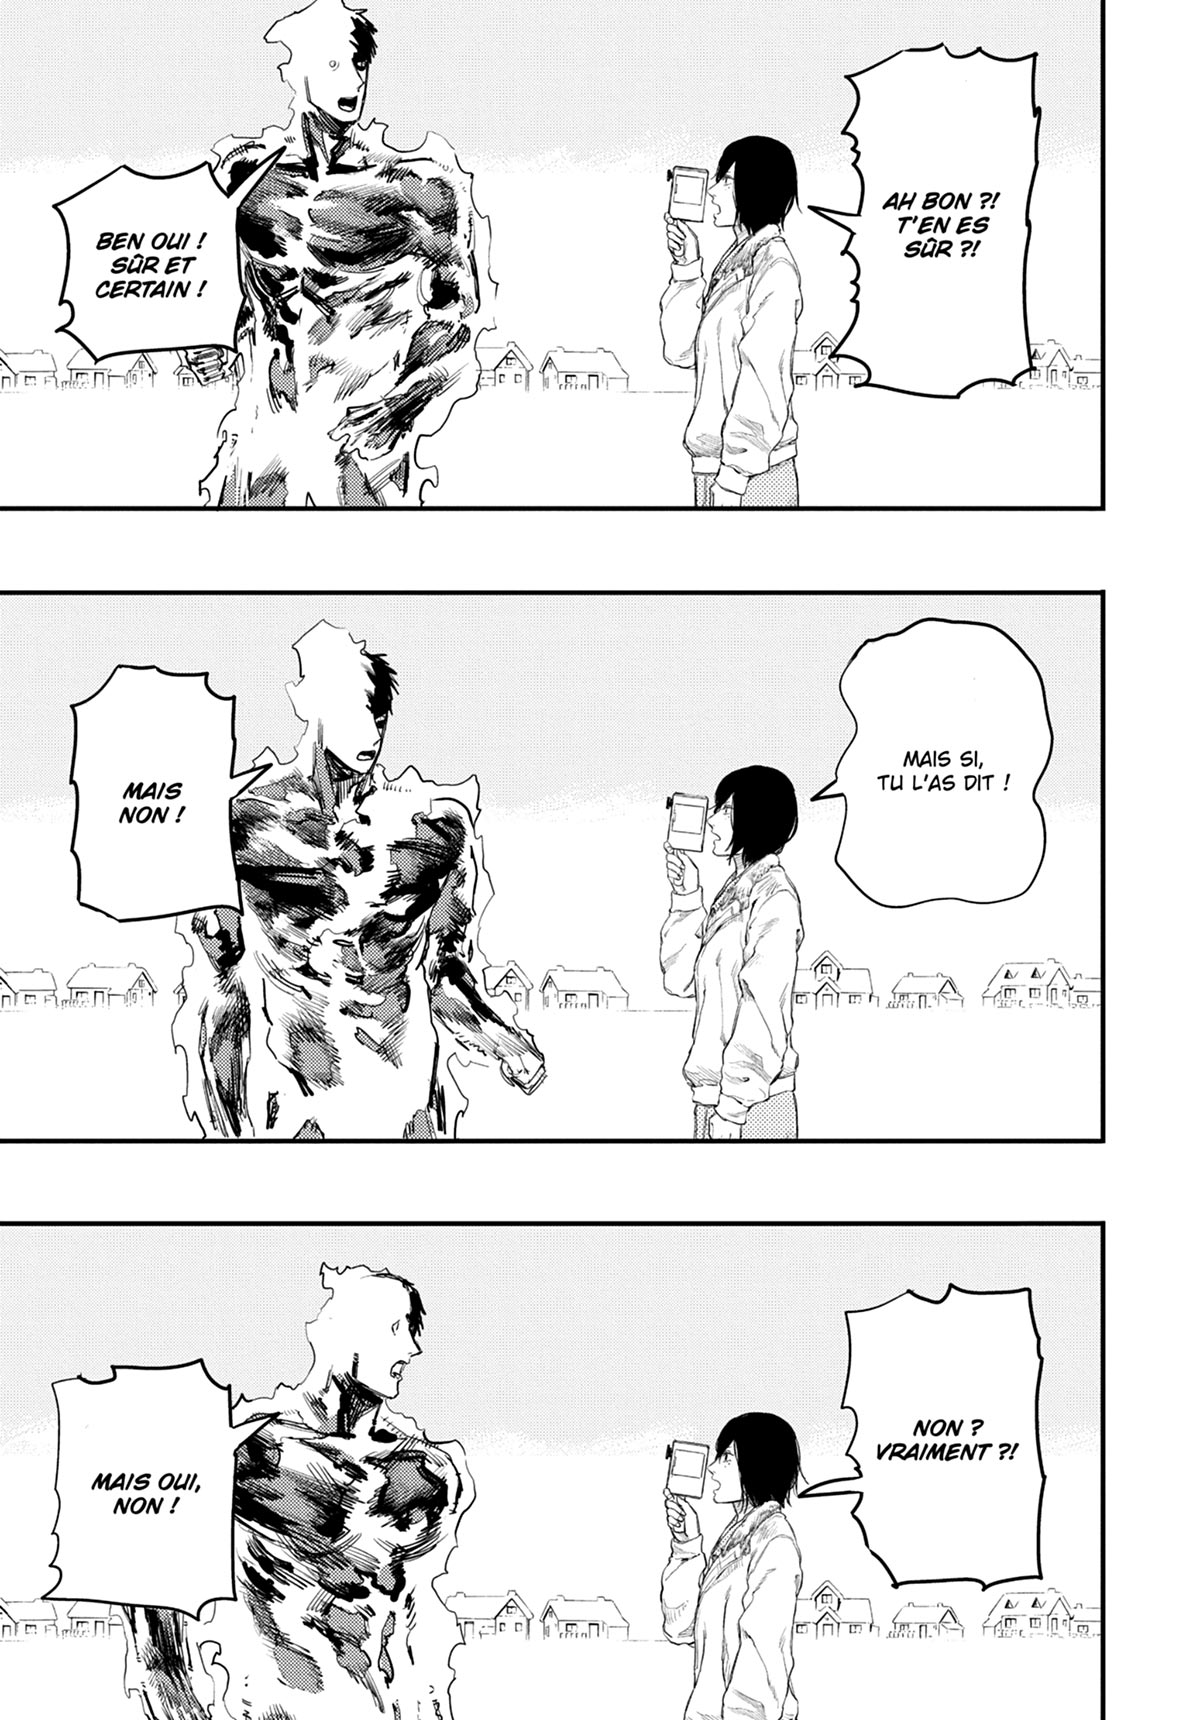 AH BON ?!
T'EN ES
SÛR ?!
BEN OUI !
SÛR ET
CERTAIN !
MAIS SI,
TU L'AS DIT !
MAIS
NON !
NON ?
VRAIMENT ?!
MAIS OUI,
NON !